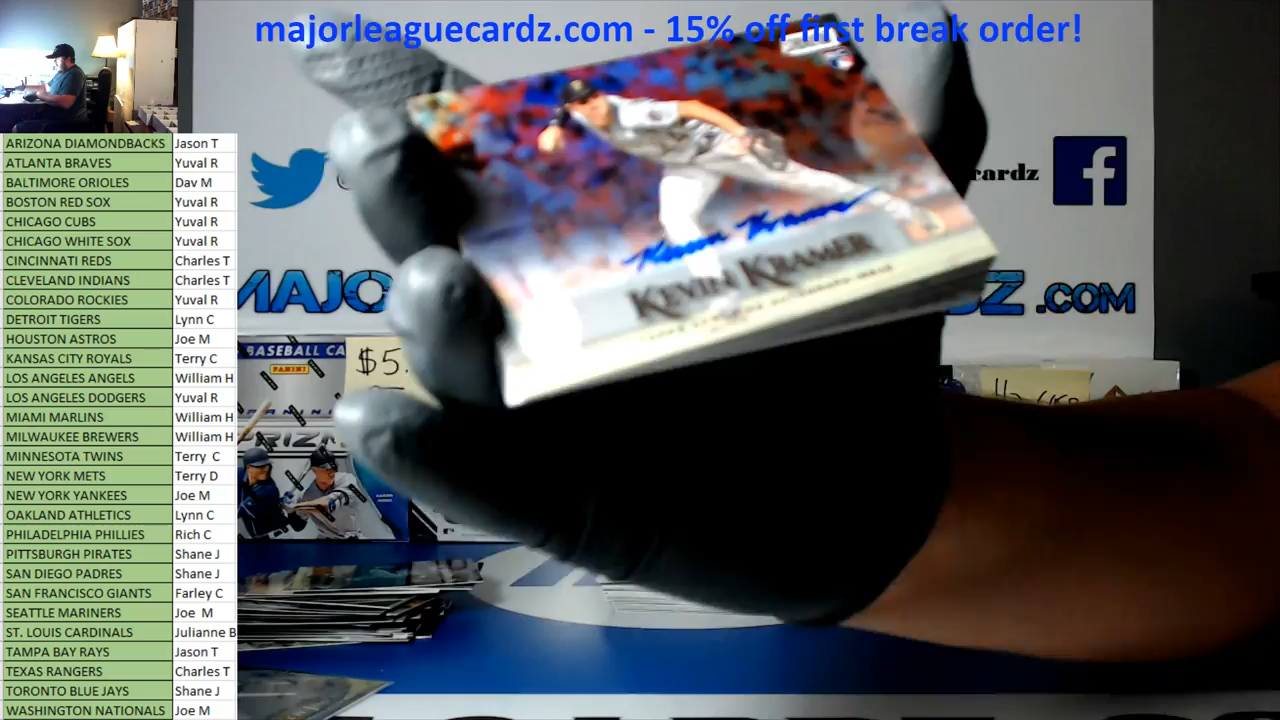 majorleaguecardz.com - 15% off first break order!
ARIZONA DIAMONDBACKS Jason T
ATLANTA BRAVES Yuval R
BALTIMORE ORIOLES Dav M
BOSTON RED SOX Yuval R
CHICAGO CUBS Yuval R
CHICAGO WHITE SOX Yuval R
CINCINNATI REDS Charles T
CLEVELAND INDIANS Charles T
COLORADO ROCKIES Yuval R
DETROIT TIGERS Lynn C
HOUSTON ASTROS Joe M
KANSAS CITY ROYALS Terry C
LOS ANGELES ANGELS William H
LOS ANGELES DODGERS Yuval R
MIAMI MARLINS William H
MILWAUKEE BREWERS William H
MINNESOTA TWINS Terry C
NEW YORK METS Terry D
NEW YORK YANKEES Joe M
OAKLAND ATHLETICS Lynn C
PHILADELPHIA PHILLIES Rich C
PITTSBURGH PIRATES Shane J
SAN DIEGO PADRES Shane J
SAN FRANCISCO GIANTS Farley C
SEATTLE MARINERS Joe M
ST. LOUIS CARDINALS Julianne B
TAMPA BAY RAYS Jason T
TEXAS RANGERS Charles T
TORONTO BLUE JAYS Shane J
WASHINGTON NATIONALS Joe M
Kevin Kramer
KEVIN KRAMER
cardz
f
MAJO
Z .COM
BASEBALL CA
PANINI
$5.
PANINI
RIZM